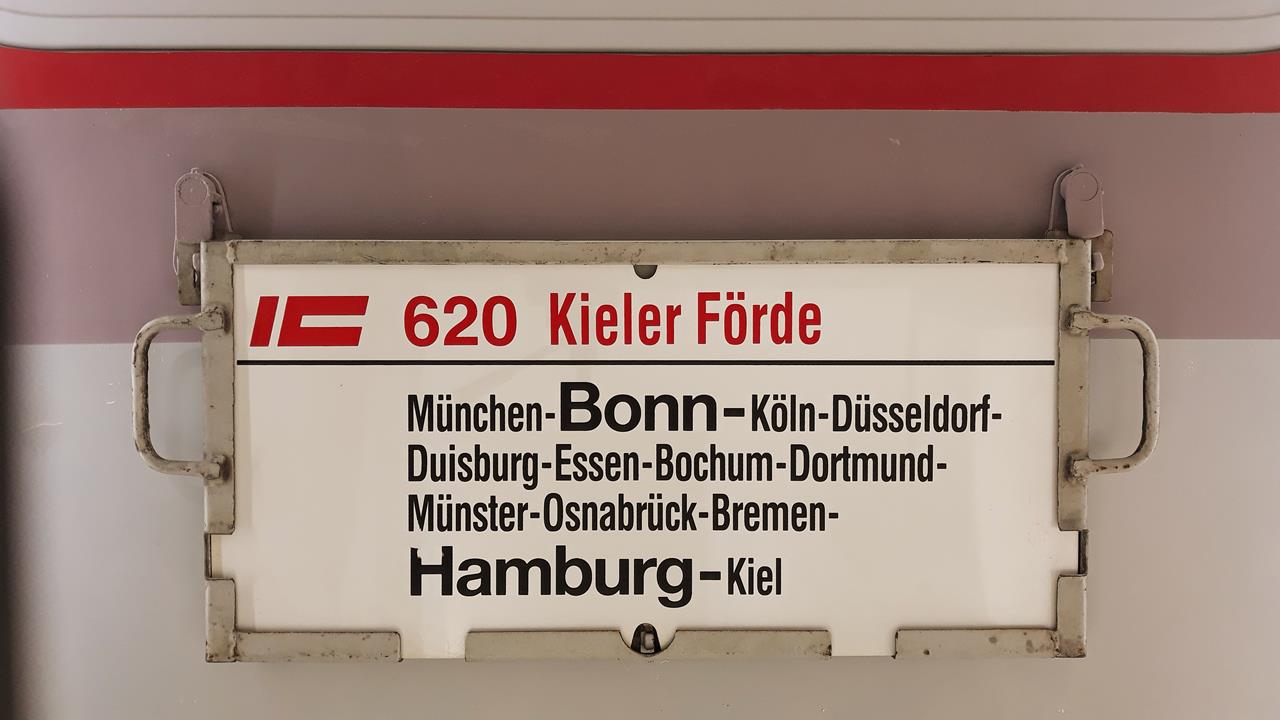 IC 620 Kieler Förde
München-Bonn-Köln-Düsseldorf-
Duisburg-Essen-Bochum-Dortmund-
Münster-Osnabrück-Bremen-
Hamburg-Kiel